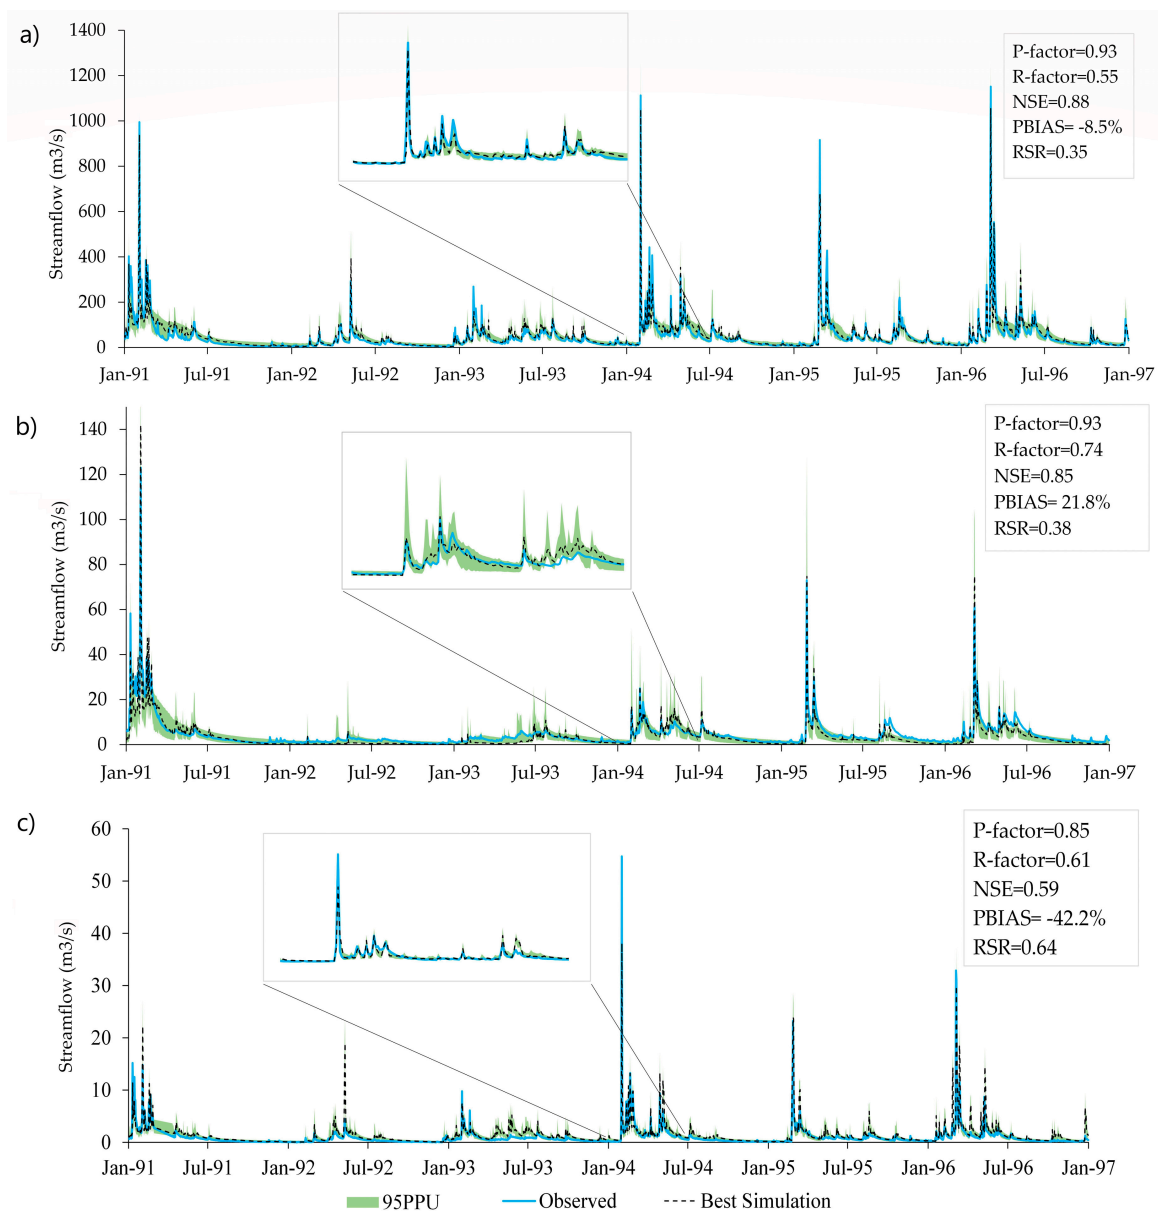 a)
Streamflow (m3/s)
1400
1200
1000
800
600
400
200
0
P-factor=0.93
R-factor=0.55
NSE=0.88
PBIAS= -8.5%
RSR=0.35
Jan-91 Jul-91 Jan-92 Jul-92 Jan-93 Jul-93 Jan-94 Jul-94 Jan-95 Jul-95 Jan-96 Jul-96 Jan-97
b)
Streamflow (m3/s)
140
120
100
80
60
40
20
0
P-factor=0.93
R-factor=0.74
NSE=0.85
PBIAS= 21.8%
RSR=0.38
Jan-91 Jul-91 Jan-92 Jul-92 Jan-93 Jul-93 Jan-94 Jul-94 Jan-95 Jul-95 Jan-96 Jul-96 Jan-97
c)
Streamflow (m3/s)
60
50
40
30
20
10
0
P-factor=0.85
R-factor=0.61
NSE=0.59
PBIAS= -42.2%
RSR=0.64
Jan-91 Jul-91 Jan-92 Jul-92 Jan-93 Jul-93 Jan-94 Jul-94 Jan-95 Jul-95 Jan-96 Jul-96 Jan-97
95PPU Observed Best Simulation